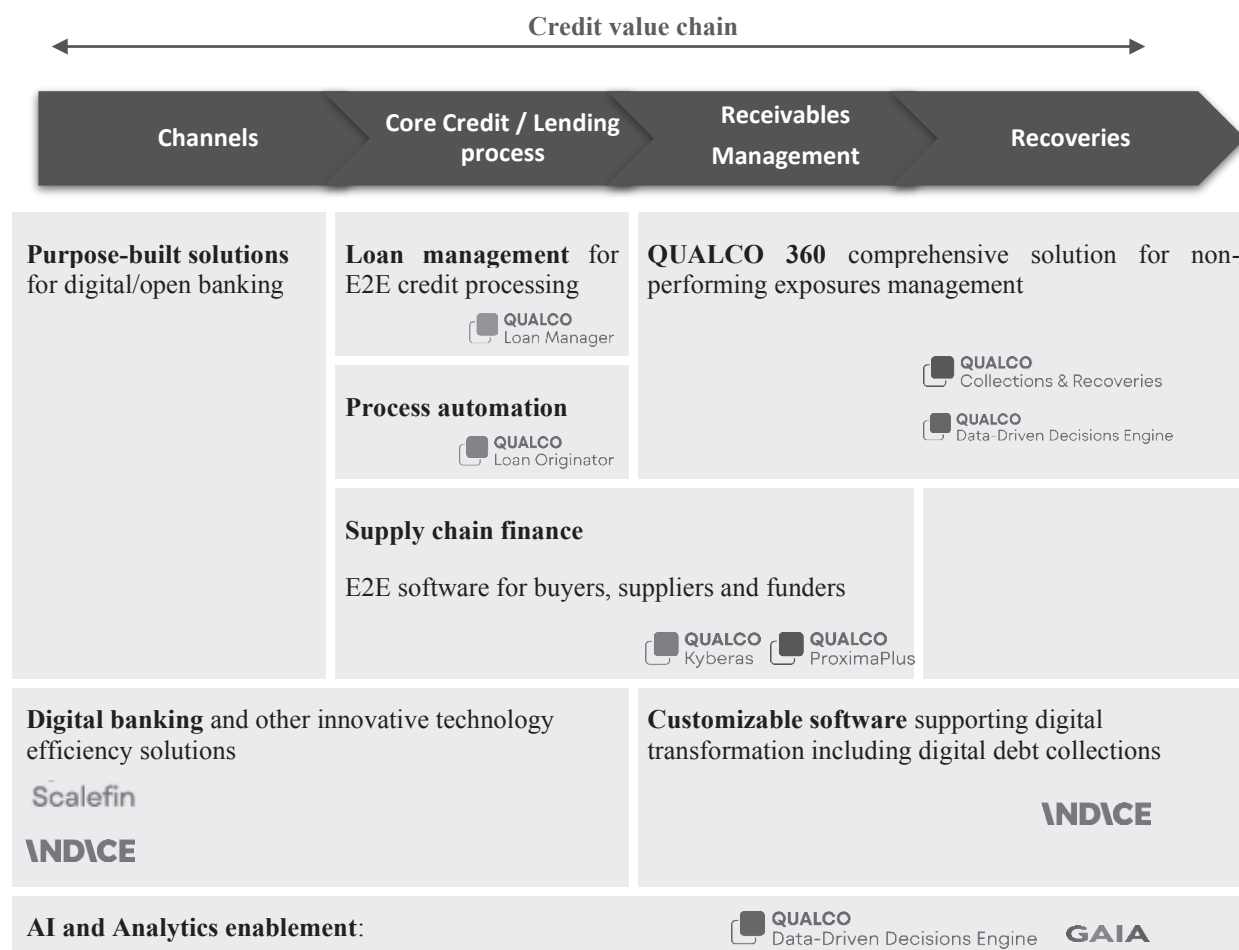 Credit value chain
Channels
Core Credit / Lending
process
Receivables
Management
Recoveries
Purpose-built solutions
for digital/open banking
Loan management for
E2E credit processing
QUALCO
Loan Manager
Process automation
QUALCO
Loan Originator
QUALCO 360 comprehensive solution for non-
performing exposures management
QUALCO
Collections & Recoveries
QUALCO
Data-Driven Decisions Engine
Supply chain finance
E2E software for buyers, suppliers and funders
QUALCO
Kyberas
QUALCO
ProximaPlus
Digital banking and other innovative technology
efficiency solutions
Scalefin
INDICE
Customizable software supporting digital
transformation including digital debt collections
INDICE
AI and Analytics enablement:
QUALCO
Data-Driven Decisions Engine
GAIA